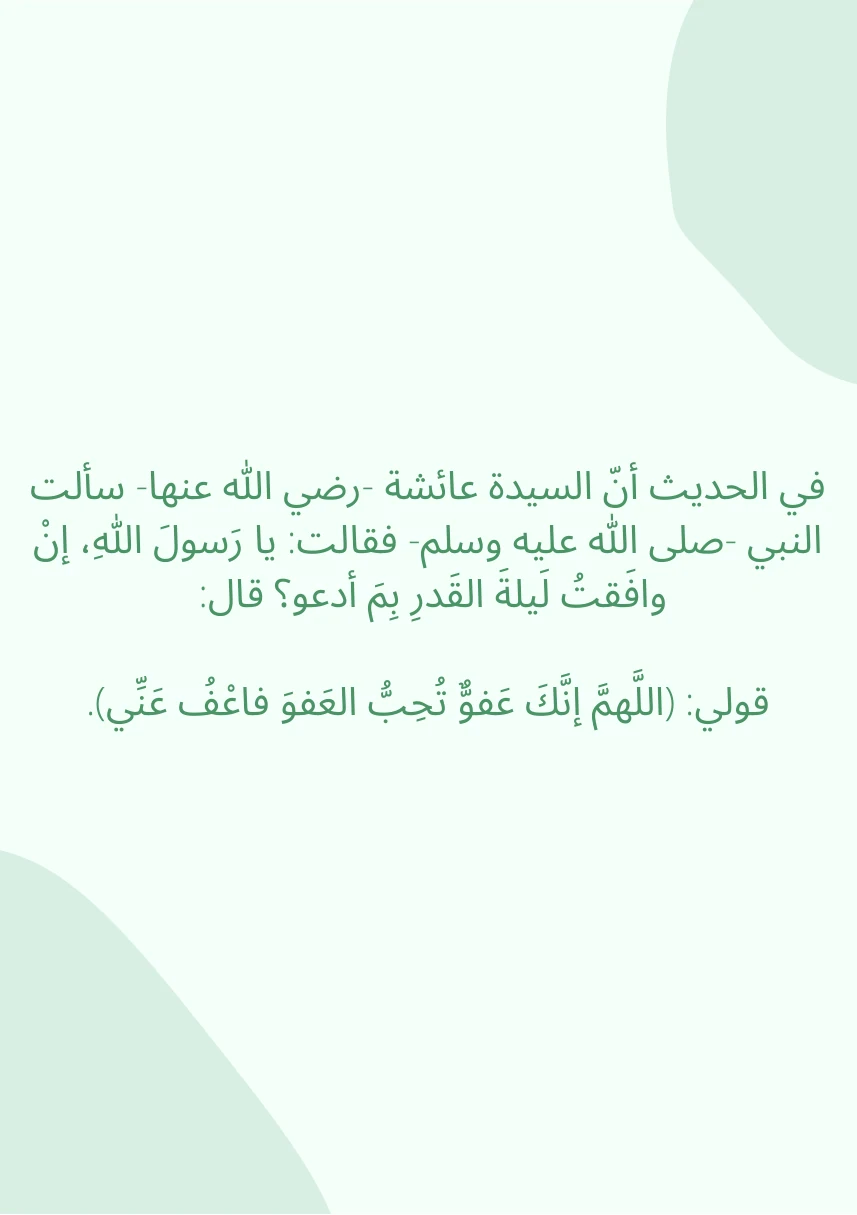 في الحديث أنّ السيدة عائشة -رضي الله عنها- سألت
النبي -صلى الله عليه وسلم- فقالت: يا رَسولَ اللهِ، إنْ
وافَقتُ لَيلةَ القَدرِ بِمَ أدعو؟ قال:
قولي: (اللَّهمَّ إنَّكَ عَفوٌّ تُحِبُّ العَفوَ فاعْفُ عَنِّي).